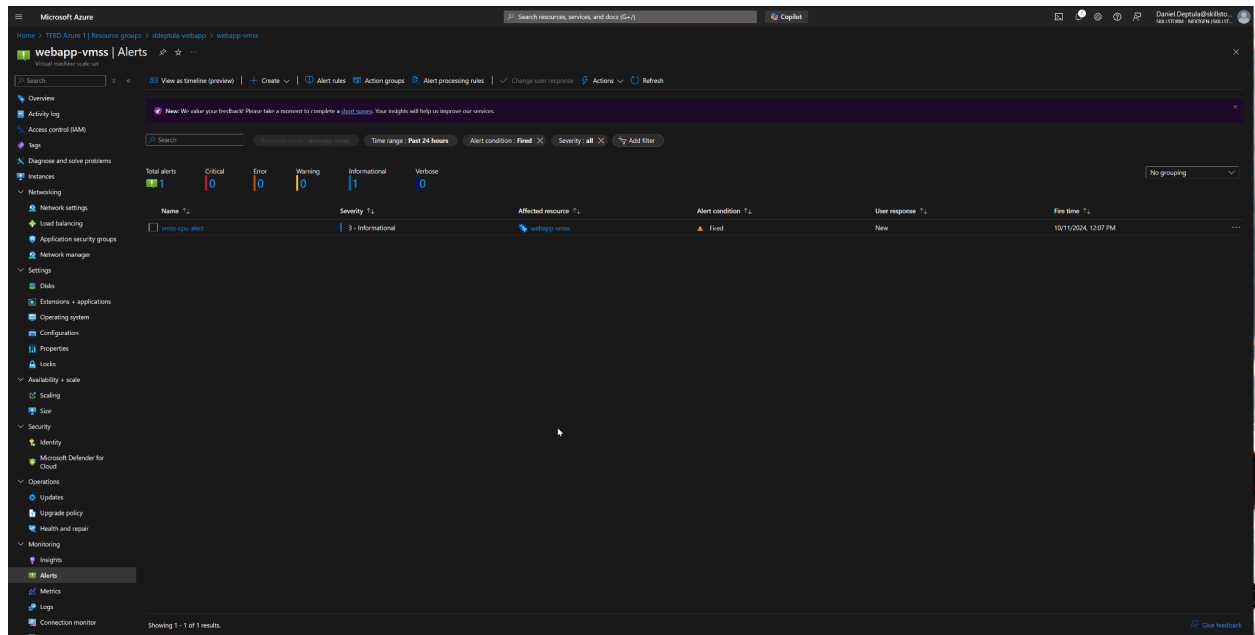 Microsoft Azure
Search resources, services, and docs (G+/)
Copilot
Daniel.Deptula@skillsto...
Home > TFBD Azure 1 | Resource groups > ddeptula-webapp > webapp-vmss
webapp-vmss | Alerts
Virtual machine scale set
Search
View as timeline (preview)
Create
Alert rules
Action groups
Alert processing rules
Change user response
Actions
Refresh
Overview
Activity log
Access control (IAM)
Tags
Diagnose and solve problems
Instances
Networking
Network settings
Load balancing
Application security groups
Network manager
Settings
Disks
Extensions + applications
Operating system
Configuration
Properties
Locks
Availability + scale
Scaling
Size
Security
Identity
Microsoft Defender for
Cloud
Operations
Updates
Upgrade policy
Health and repair
Monitoring
Insights
Alerts
Metrics
Logs
Connection monitor
New: We value your feedback! Please take a moment to complete a short survey. Your insights will help us improve our services.
Search
Time range : Past 24 hours
Alert condition : Fired
Severity : all
Add filter
Total alerts
1
Critical
0
Error
0
Warning
0
Informational
1
Verbose
0
No grouping
Name
Severity
Affected resource
Alert condition
User response
Fire time
vmss-cpu-alert
3 - Informational
webapp-vmss
Fired
New
10/11/2024, 12:07 PM
Showing 1 - 1 of 1 results.
Give feedback